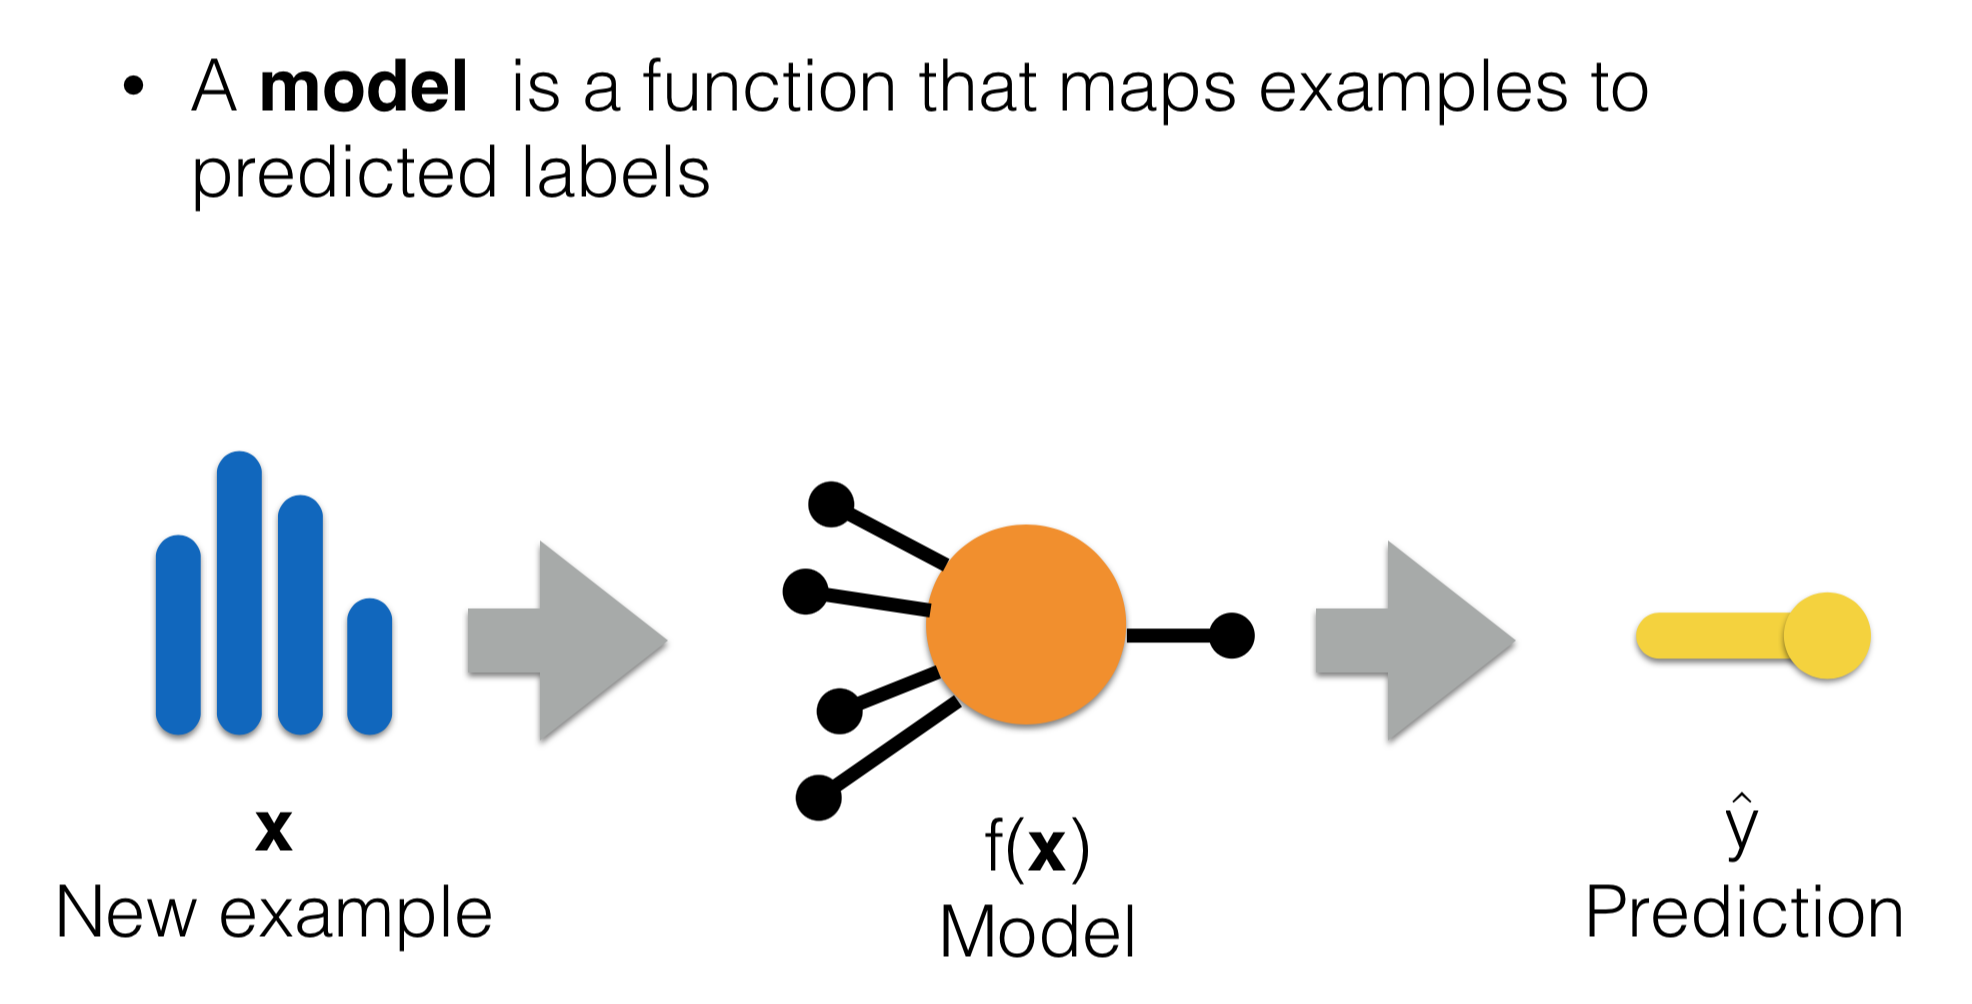 • A model is a function that maps examples to
predicted labels
x
New example
f(x)
Model
ŷ
Prediction